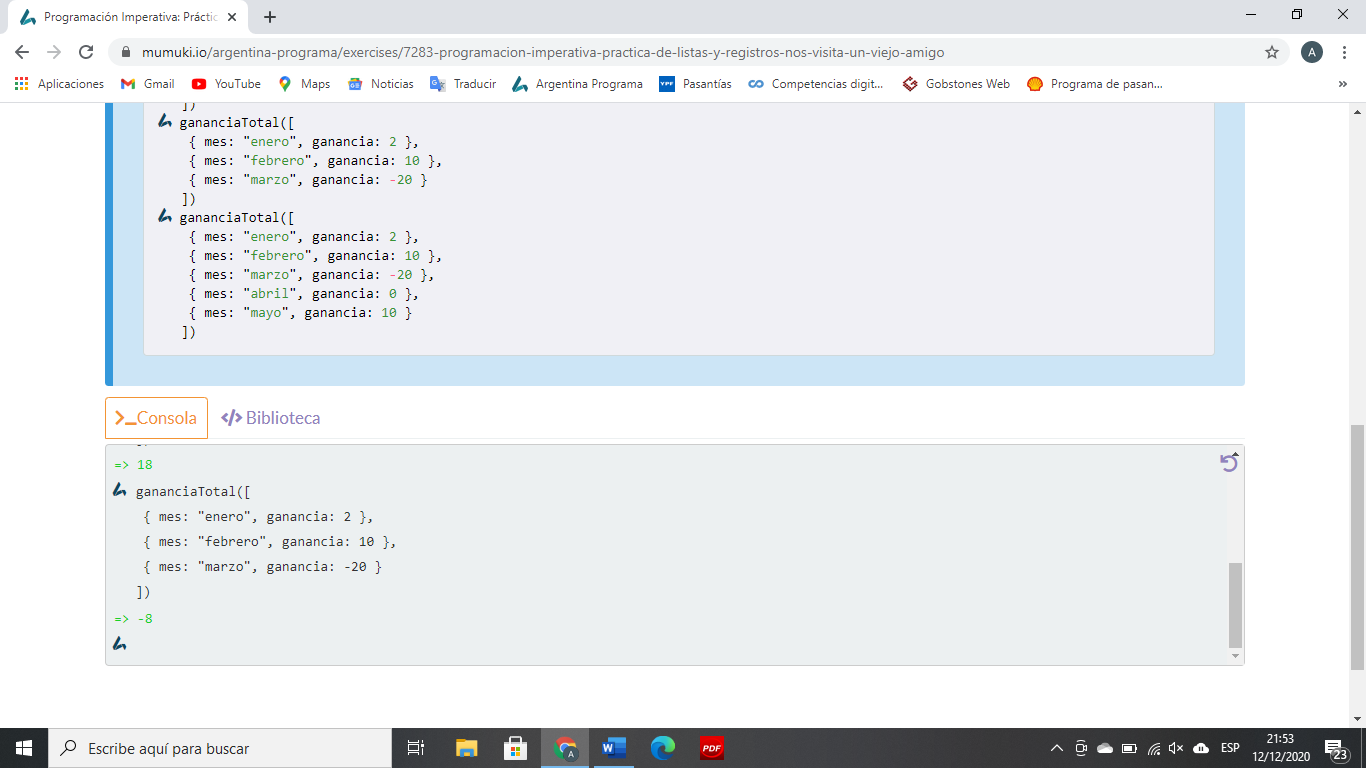 Programación Imperativa: Práctic
mumuki.io/argentina-programa/exercises/7283-programacion-imperativa-practica-de-listas-y-registros-nos-visita-un-viejo-amigo
A
Aplicaciones Gmail YouTube Maps Noticias Traducir Argentina Programa YPF Pasantías Competencias digit... Gobstones Web Programa de pasan... »
])
gananciaTotal([
{ mes: "enero", ganancia: 2 },
{ mes: "febrero", ganancia: 10 },
{ mes: "marzo", ganancia: -20 }
])
gananciaTotal([
{ mes: "enero", ganancia: 2 },
{ mes: "febrero", ganancia: 10 },
{ mes: "marzo", ganancia: -20 },
{ mes: "abril", ganancia: 0 },
{ mes: "mayo", ganancia: 10 }
])
>_Consola </> Biblioteca
=> 18
gananciaTotal([
{ mes: "enero", ganancia: 2 },
{ mes: "febrero", ganancia: 10 },
{ mes: "marzo", ganancia: -20 }
])
=> -8
Escribe aquí para buscar
A
W
PDF
ESP
21:53
12/12/2020
23